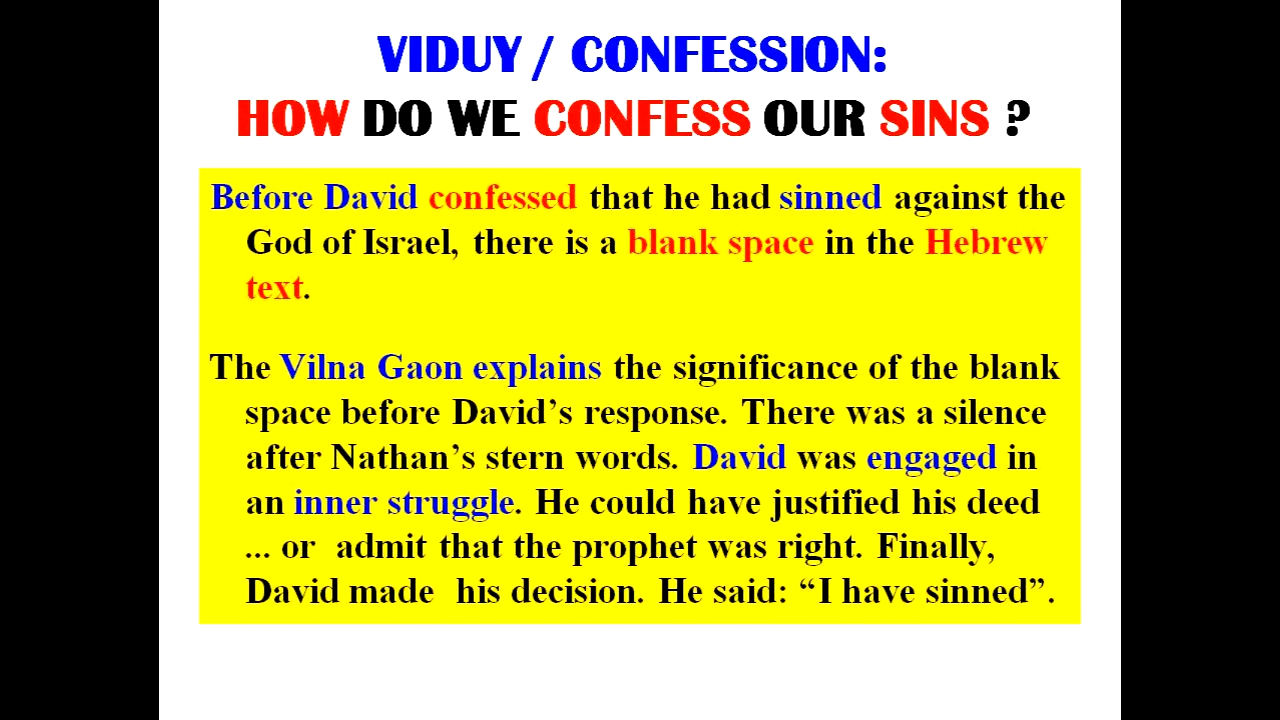 VIDUY / CONFESSION:
HOW DO WE CONFESS OUR SINS ?
Before David confessed that he had sinned against the
God of Israel, there is a blank space in the Hebrew
text.
The Vilna Gaon explains the significance of the blank
space before David’s response. There was a silence
after Nathan’s stern words. David was engaged in
an inner struggle. He could have justified his deed
... or admit that the prophet was right. Finally,
David made his decision. He said: “I have sinned”.